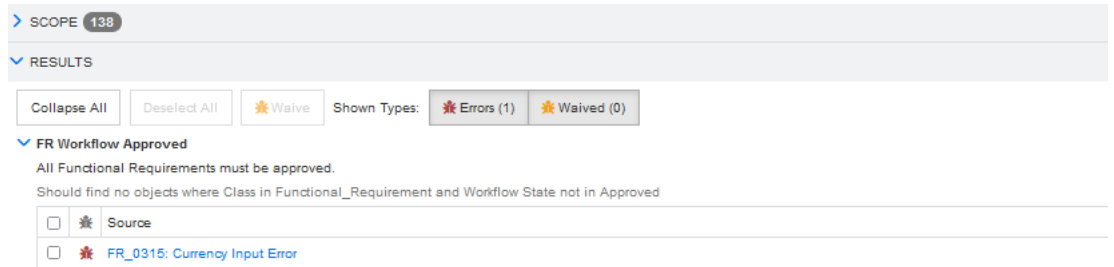 SCOPE 138
RESULTS
Collapse All Deselect All Waive Shown Types: Errors (1) Waived (0)
FR Workflow Approved
All Functional Requirements must be approved.
Should find no objects where Class in Functional_Requirement and Workflow State not in Approved
Source
FR_0315: Currency Input Error